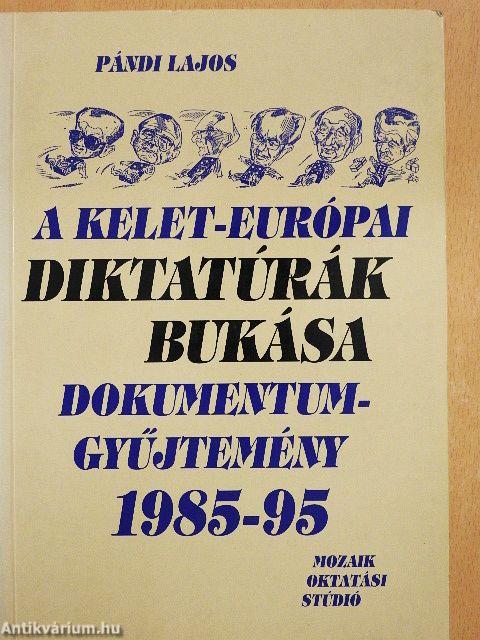 PÁNDI LAJOS
A KELET-EURÓPAI
DIKTATÚRÁK
BUKÁSA
DOKUMENTUM-
GYŰJTEMÉNY
1985-95
MOZAIK
OKTATÁSI
STÚDIÓ
Antikvárium.hu